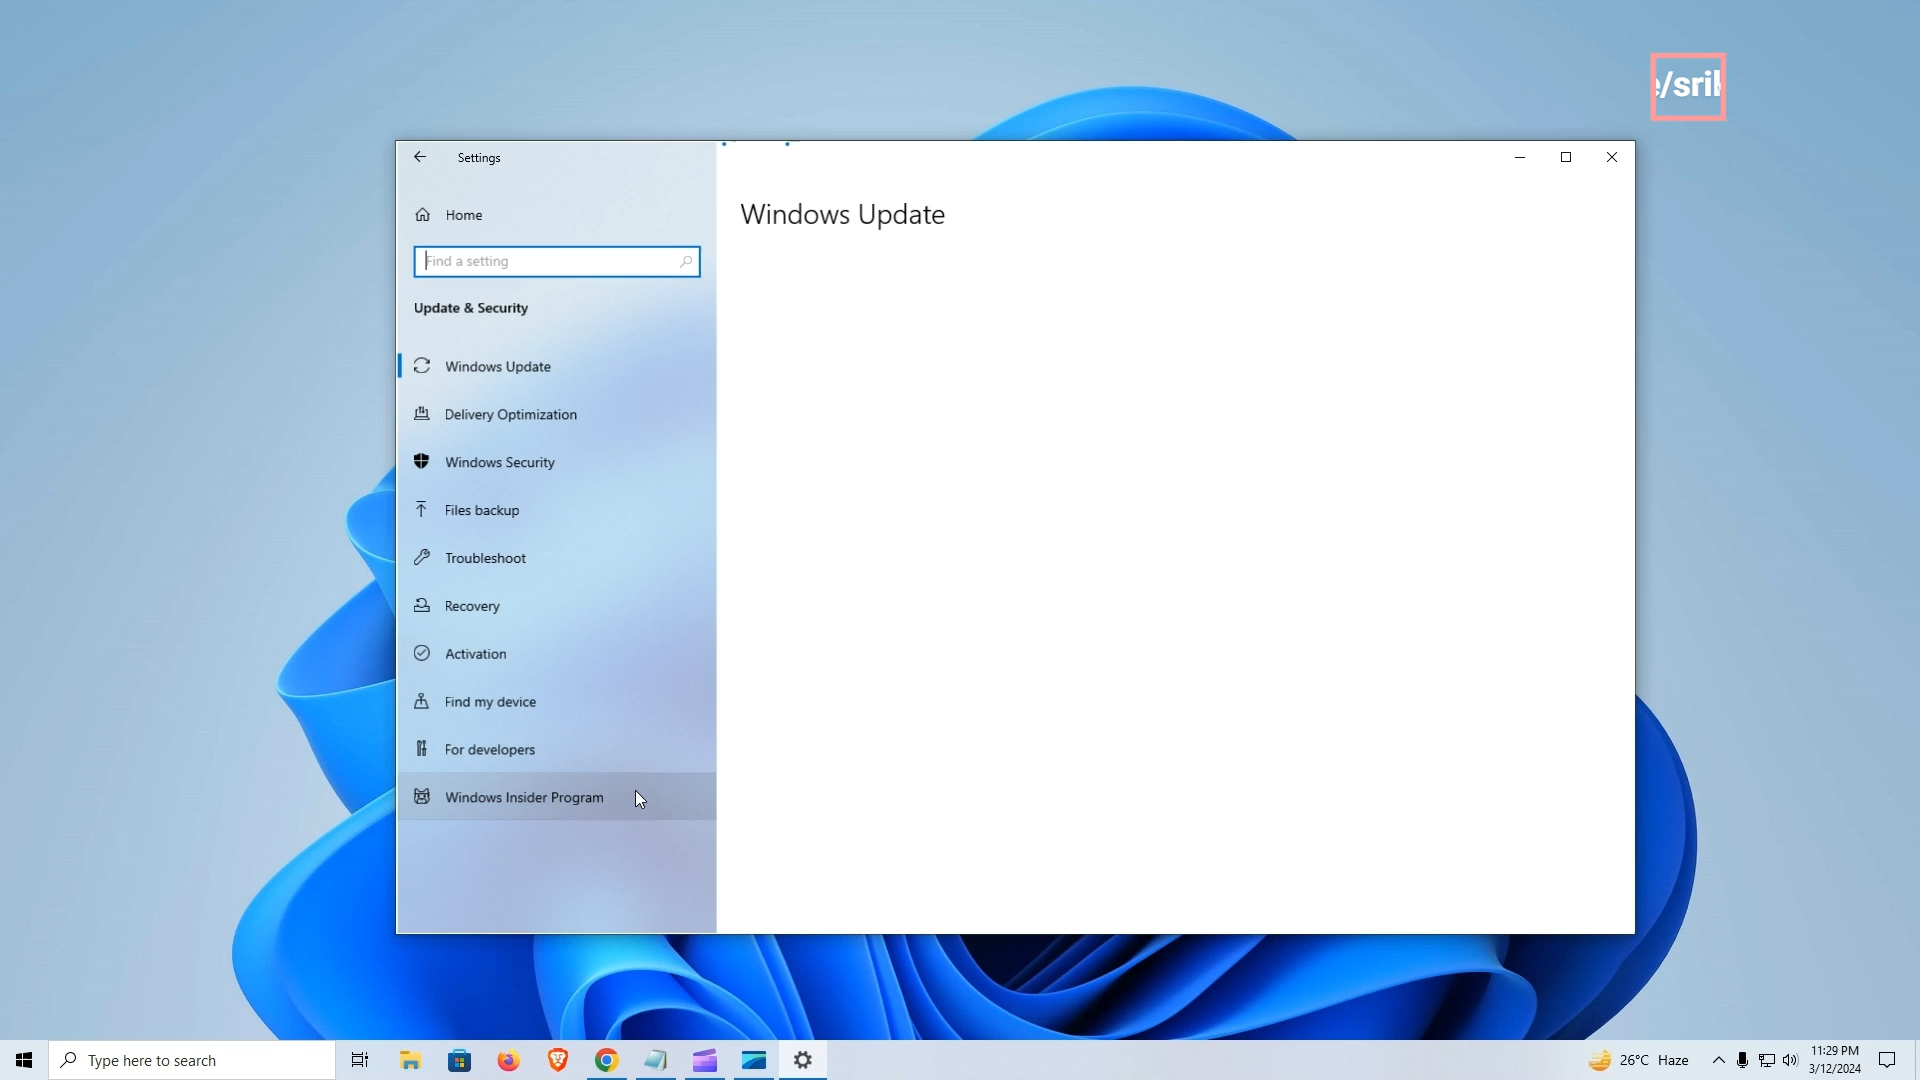 Settings
Home
Find a setting
Update & Security
Windows Update
Delivery Optimization
Windows Security
Files backup
Troubleshoot
Recovery
Activation
Find my device
For developers
Windows Insider Program
Windows Update
Type here to search
26°C Haze
11:29 PM
3/12/2024